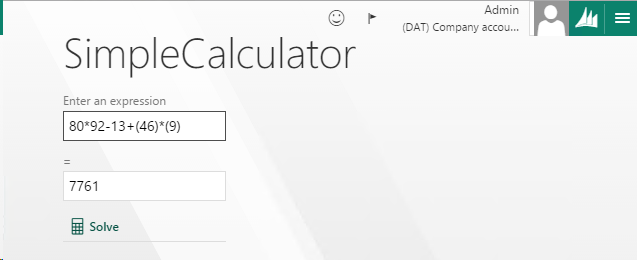 Admin
(DAT) Company accou...
SimpleCalculator
Enter an expression
80*92-13+(46)*(9)
=
7761
Solve